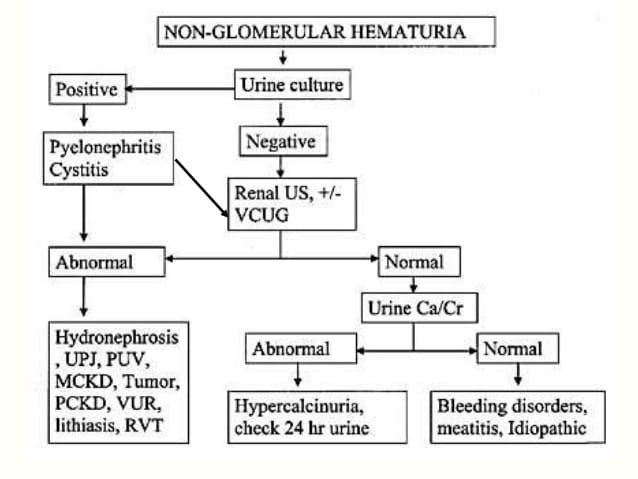 NON-GLOMERULAR HEMATURIA
Urine culture
Positive
Negative
Pyelonephritis
Cystitis
Renal US, +/-
VCUG
Abnormal
Normal
Urine Ca/Cr
Hydronephrosis
, UPJ, PUV,
MCKD, Tumor,
PCKD, VUR,
lithiasis, RVT
Abnormal
Normal
Hypercalcinuria,
check 24 hr urine
Bleeding disorders,
meatitis, Idiopathic